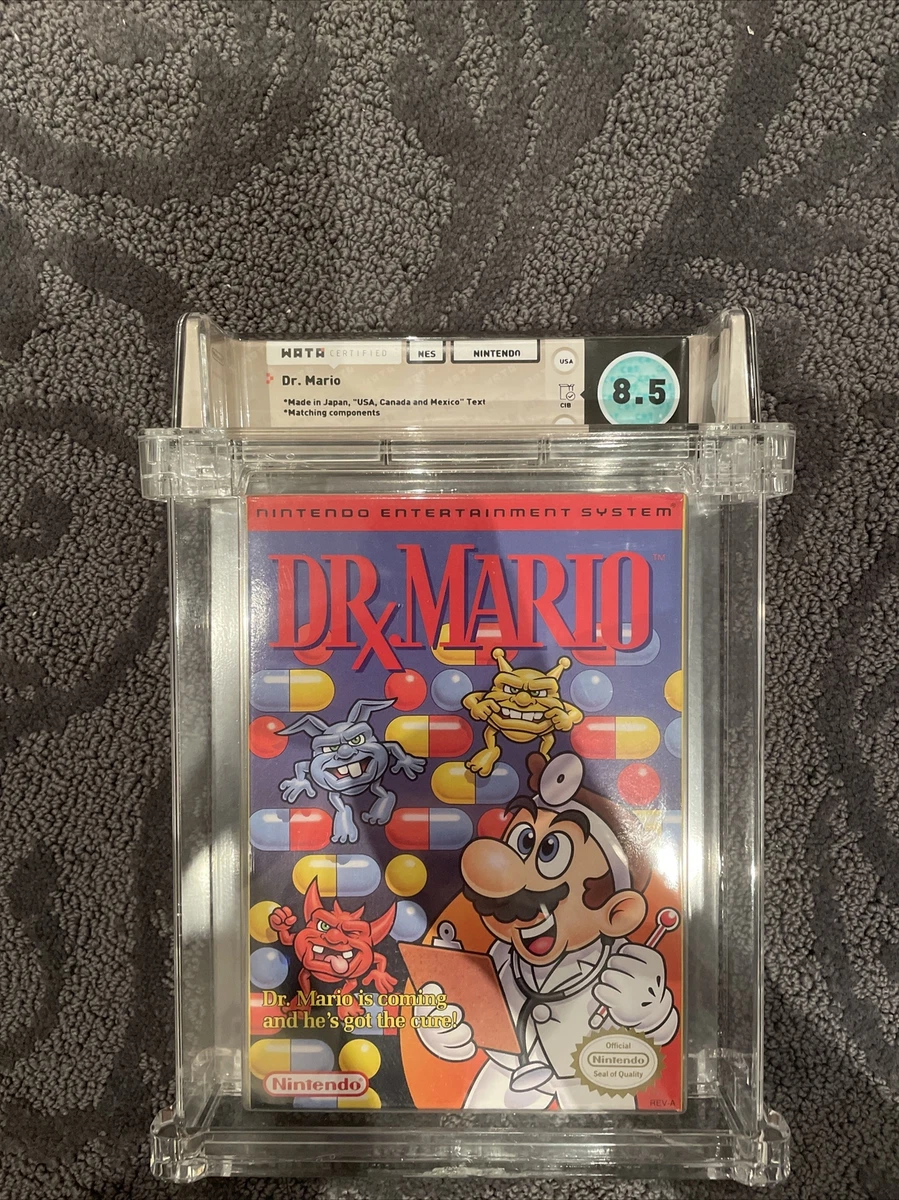 WATA CERTIFIED
NES
NINTENDO
USA
Dr. Mario
*Made in Japan, "USA, Canada and Mexico" Text
*Matching components
CIB
8.5
NINTENDO ENTERTAINMENT SYSTEM®
DR.MARIO™
Dr. Mario is coming
and he's got the cure!
Nintendo®
Official
Nintendo
Seal of Quality
REV-A